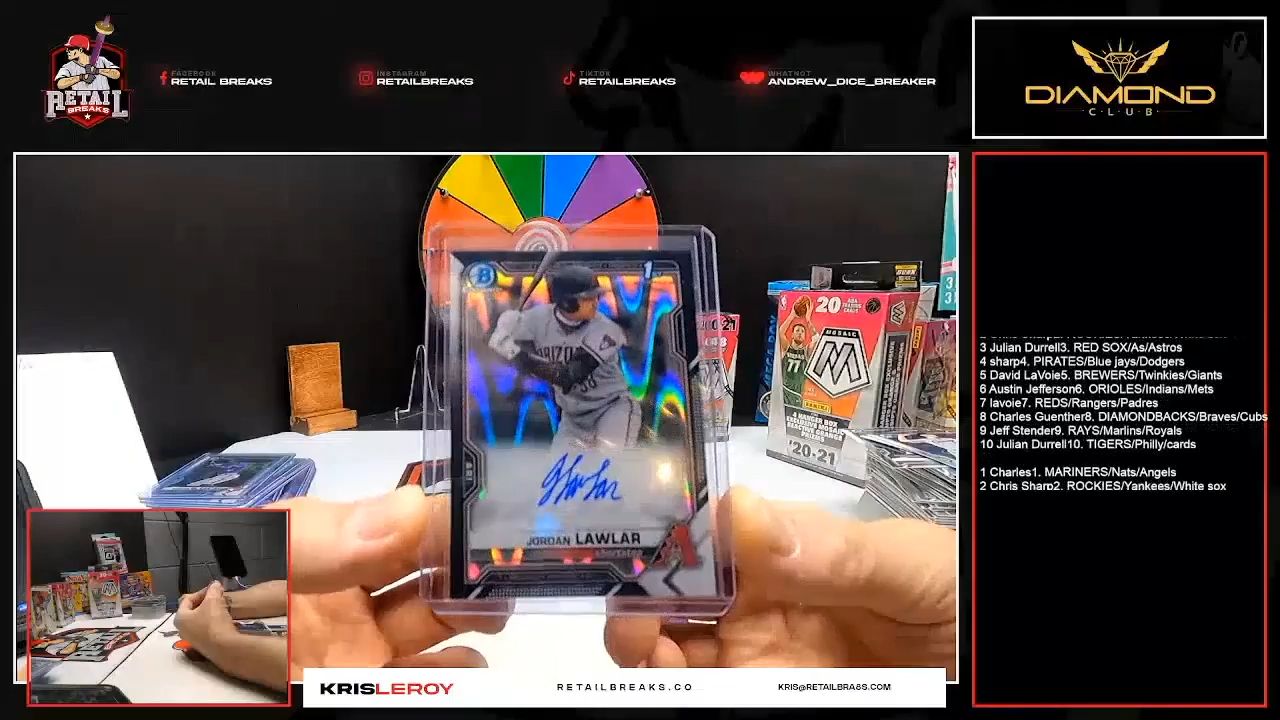 RETAIL
BREAKS
FACEBOOK
RETAIL BREAKS
INSTAGRAM
RETAILBREAKS
TIKTOK
RETAILBREAKS
WHATNOT
ANDREW_DICE_BREAKER
DIAMOND
·C·L·U·B·
B
1
20
MOSAIC
M
PANINI
'20-21
JORDAN LAWLAR
3 Julian Durrell3. RED SOX/As/Astros
4 sharp4. PIRATES/Blue jays/Dodgers
5 David LaVoie5. BREWERS/Twinkies/Giants
6 Austin Jefferson6. ORIOLES/Indians/Mets
7 lavoie7. REDS/Rangers/Padres
8 Charles Guenther8. DIAMONDBACKS/Braves/Cubs
9 Jeff Stender9. RAYS/Marlins/Royals
10 Julian Durrell10. TIGERS/Philly/cards
1 Charles1. MARINERS/Nats/Angels
2 Chris Sharp2. ROCKIES/Yankees/White sox
KRISLEROY
RETAILBREAKS.CO
KRIS@RETAILBRA8S.COM